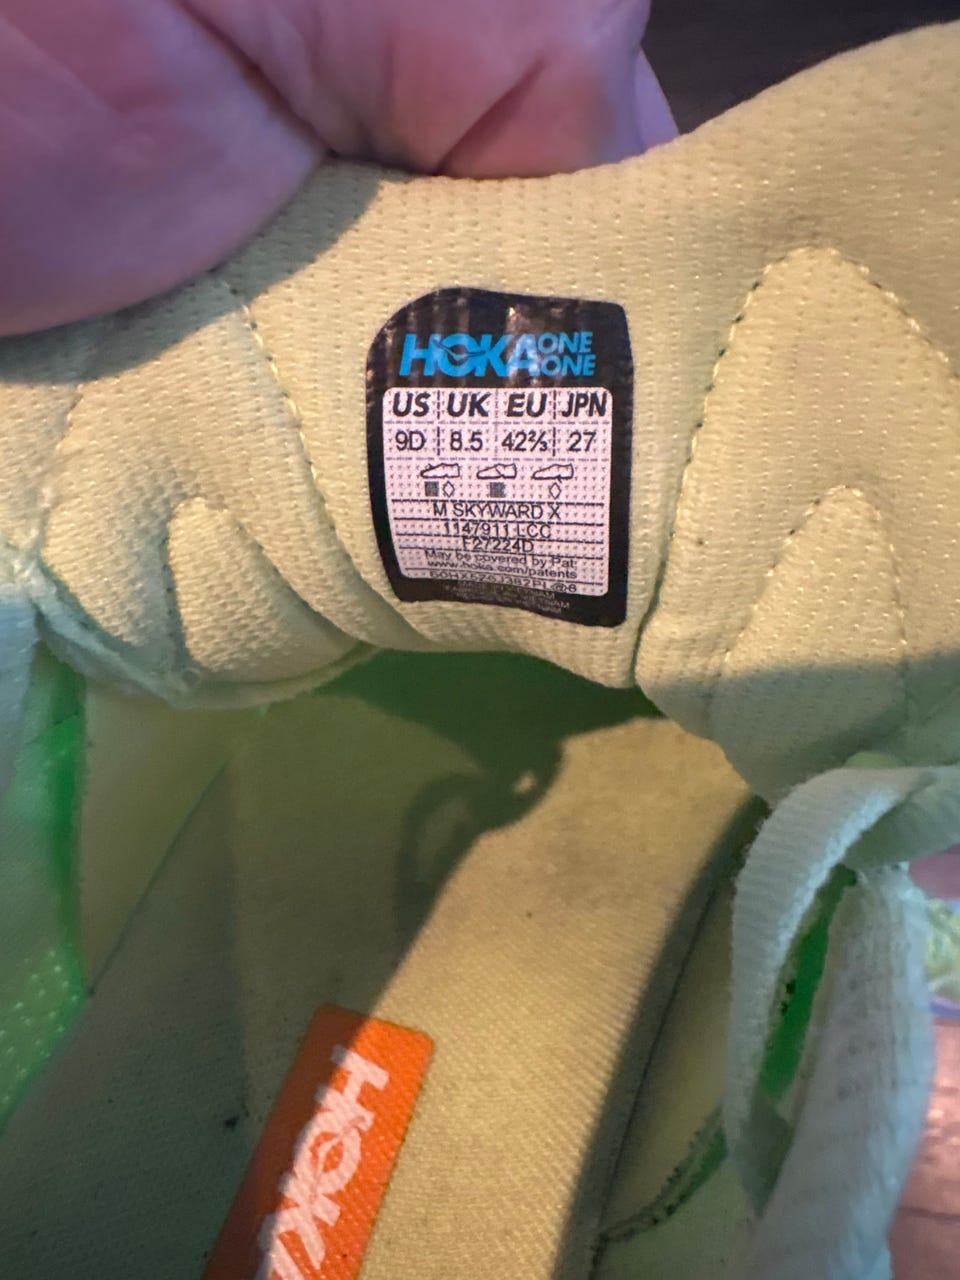 HOKA ONE ONE
US UK EU JPN
9D 8.5 42⅔ 27
M SKYWARD X
1147911 LCC
F27224D
May be covered by Pat.
www.hoka.com/patents
HOKA